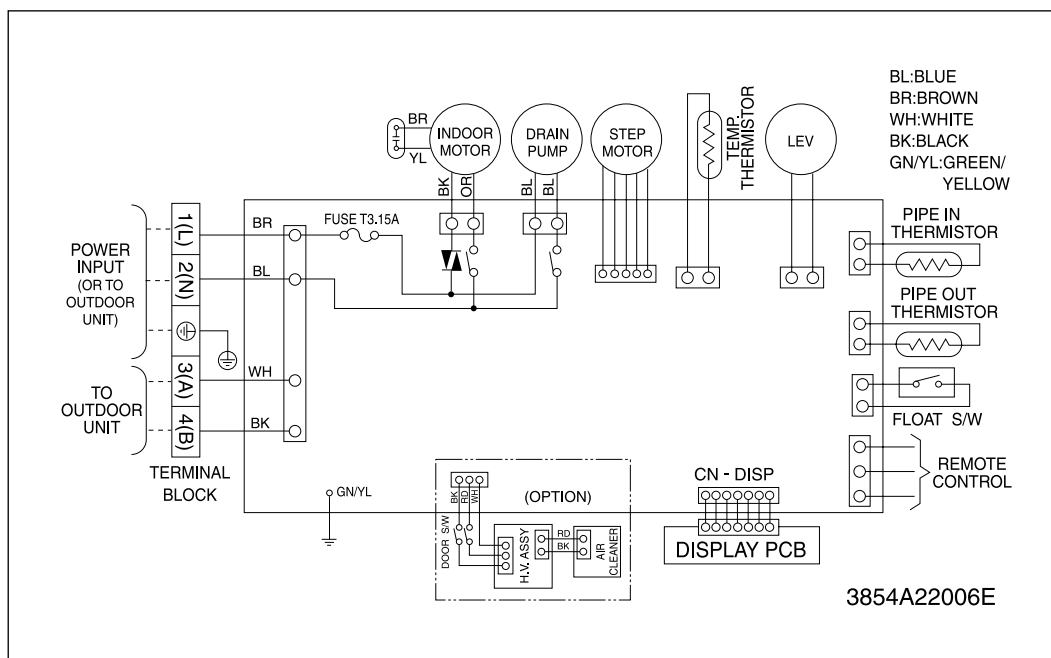 BL:BLUE
BR:BROWN
WH:WHITE
BK:BLACK
GN/YL:GREEN/
YELLOW
BR
YL
INDOOR
MOTOR
DRAIN
PUMP
STEP
MOTOR
TEMP.
THERMISTOR
LEV
BK
OR
BL
BL
POWER
INPUT
(OR TO
OUTDOOR
UNIT)
1(L)
2(N)
3(A)
4(B)
TO
OUTDOOR
UNIT
TERMINAL
BLOCK
BR
BL
WH
BK
FUSE T3.15A
PIPE IN
THERMISTOR
PIPE OUT
THERMISTOR
FLOAT S/W
REMOTE
CONTROL
GN/YL
BK
RD
WH
(OPTION)
DOOR S/W
H.V. ASSY
RD
BK
AIR
CLEANER
CN - DISP
DISPLAY PCB
3854A22006E